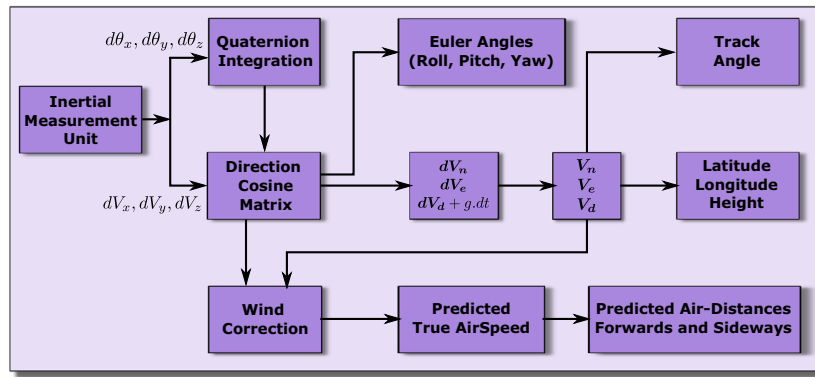 dθx, dθy, dθz
Quaternion
Integration
Euler Angles
(Roll, Pitch, Yaw)
Track
Angle
Inertial
Measurement
Unit
dVx, dVy, dVz
Direction
Cosine
Matrix
dVn
dVe
dVd + g.dt
Vn
Ve
Vd
Latitude
Longitude
Height
Wind
Correction
Predicted
True AirSpeed
Predicted Air-Distances
Forwards and Sideways